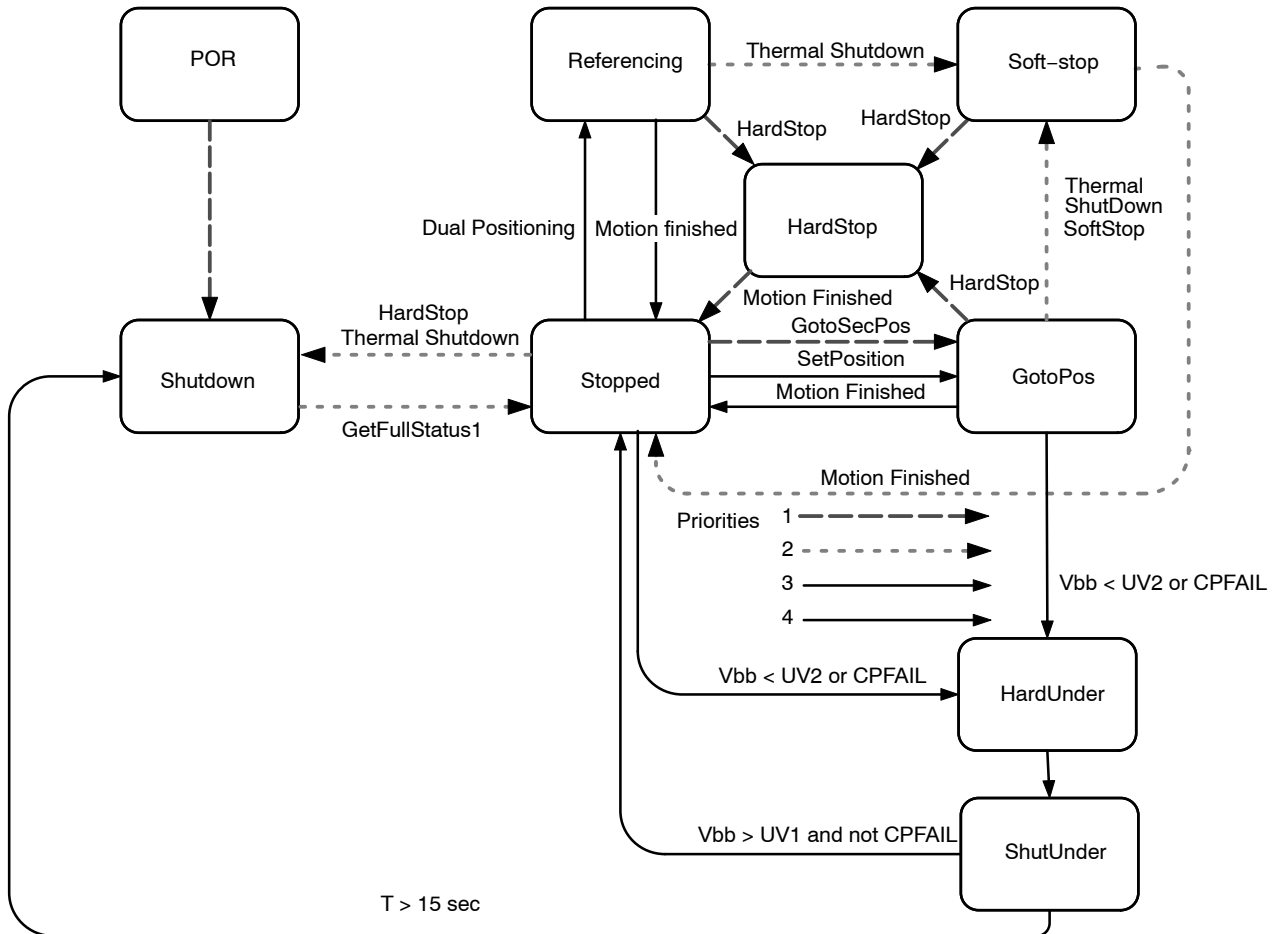 POR
Referencing
Thermal Shutdown
Soft−stop
HardStop
HardStop
Thermal
ShutDown
SoftStop
Dual Positioning
Motion finished
HardStop
HardStop
Motion Finished
HardStop
Thermal Shutdown
GotoSecPos
SetPosition
Motion Finished
Shutdown
Stopped
GotoPos
GetFullStatus1
Motion Finished
Priorities
1
2
3
4
Vbb < UV2 or CPFAIL
Vbb < UV2 or CPFAIL
HardUnder
Vbb > UV1 and not CPFAIL
ShutUnder
T > 15 sec